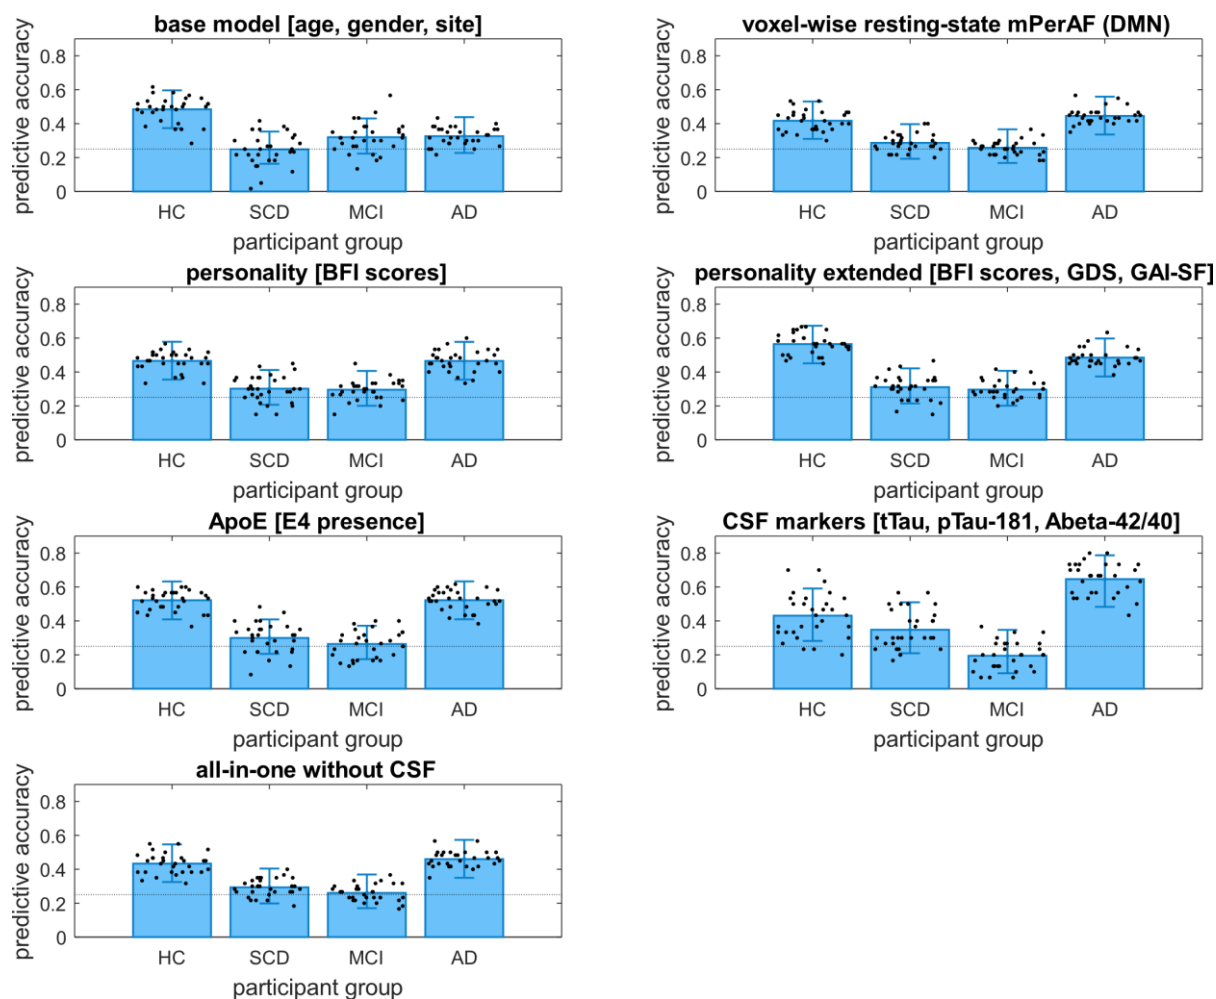 base model [age, gender, site]
predictive accuracy
0.8
0.6
0.4
0.2
0
HC SCD MCI AD
participant group
voxel-wise resting-state mPerAF (DMN)
predictive accuracy
0.8
0.6
0.4
0.2
0
HC SCD MCI AD
participant group
personality [BFI scores]
predictive accuracy
0.8
0.6
0.4
0.2
0
HC SCD MCI AD
participant group
personality extended [BFI scores, GDS, GAI-SF]
predictive accuracy
0.8
0.6
0.4
0.2
0
HC SCD MCI AD
participant group
ApoE [E4 presence]
predictive accuracy
0.8
0.6
0.4
0.2
0
HC SCD MCI AD
participant group
CSF markers [tTau, pTau-181, Abeta-42/40]
predictive accuracy
0.8
0.6
0.4
0.2
0
HC SCD MCI AD
participant group
all-in-one without CSF
predictive accuracy
0.8
0.6
0.4
0.2
0
HC SCD MCI AD
participant group